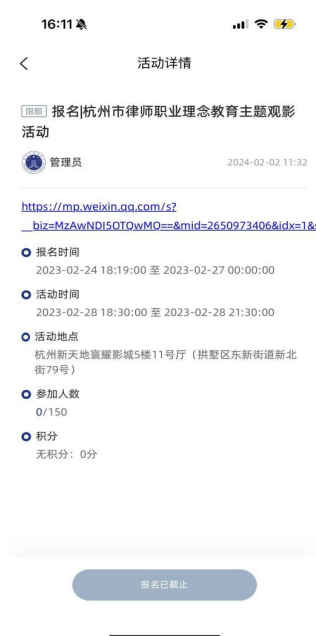 16:11
活动详情
限额 报名|杭州市律师职业理念教育主题观影
活动
管理员
2024-02-02 11:32
https://mp.weixin.qq.com/s?
__biz=MzAwNDI5OTQwMQ==&mid=2650973406&idx=1&s
报名时间
2023-02-24 18:19:00 至 2023-02-27 00:00:00
活动时间
2023-02-28 18:30:00 至 2023-02-28 21:30:00
活动地点
杭州新天地寰耀影城5楼11号厅（拱墅区东新街道新北
街79号）
参加人数
0/150
积分
无积分：0分
报名已截止